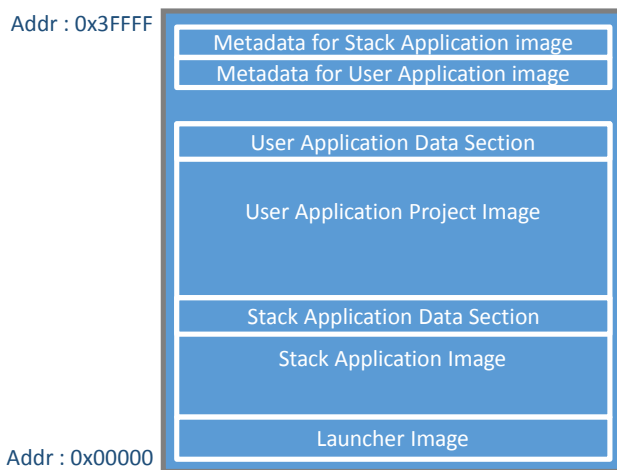 Addr : 0x3FFFF
Metadata for Stack Application image
Metadata for User Application image
User Application Data Section
User Application Project Image
Stack Application Data Section
Stack Application Image
Launcher Image
Addr : 0x00000